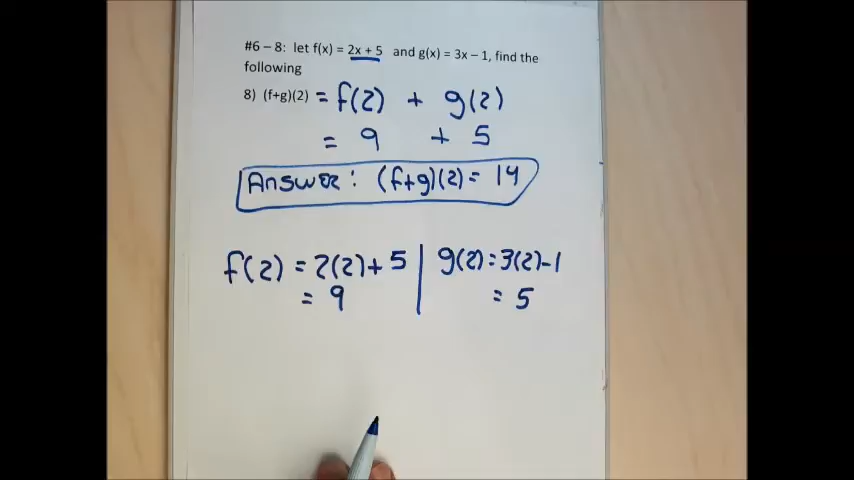 #6 – 8: let f(x) = 2x + 5 and g(x) = 3x – 1, find the
following
8) (f+g)(2) = f(2) + g(2)
= 9 + 5
Answer: (f+g)(2) = 14
f(2) = 2(2) + 5 | g(2) = 3(2) - 1
= 9 = 5